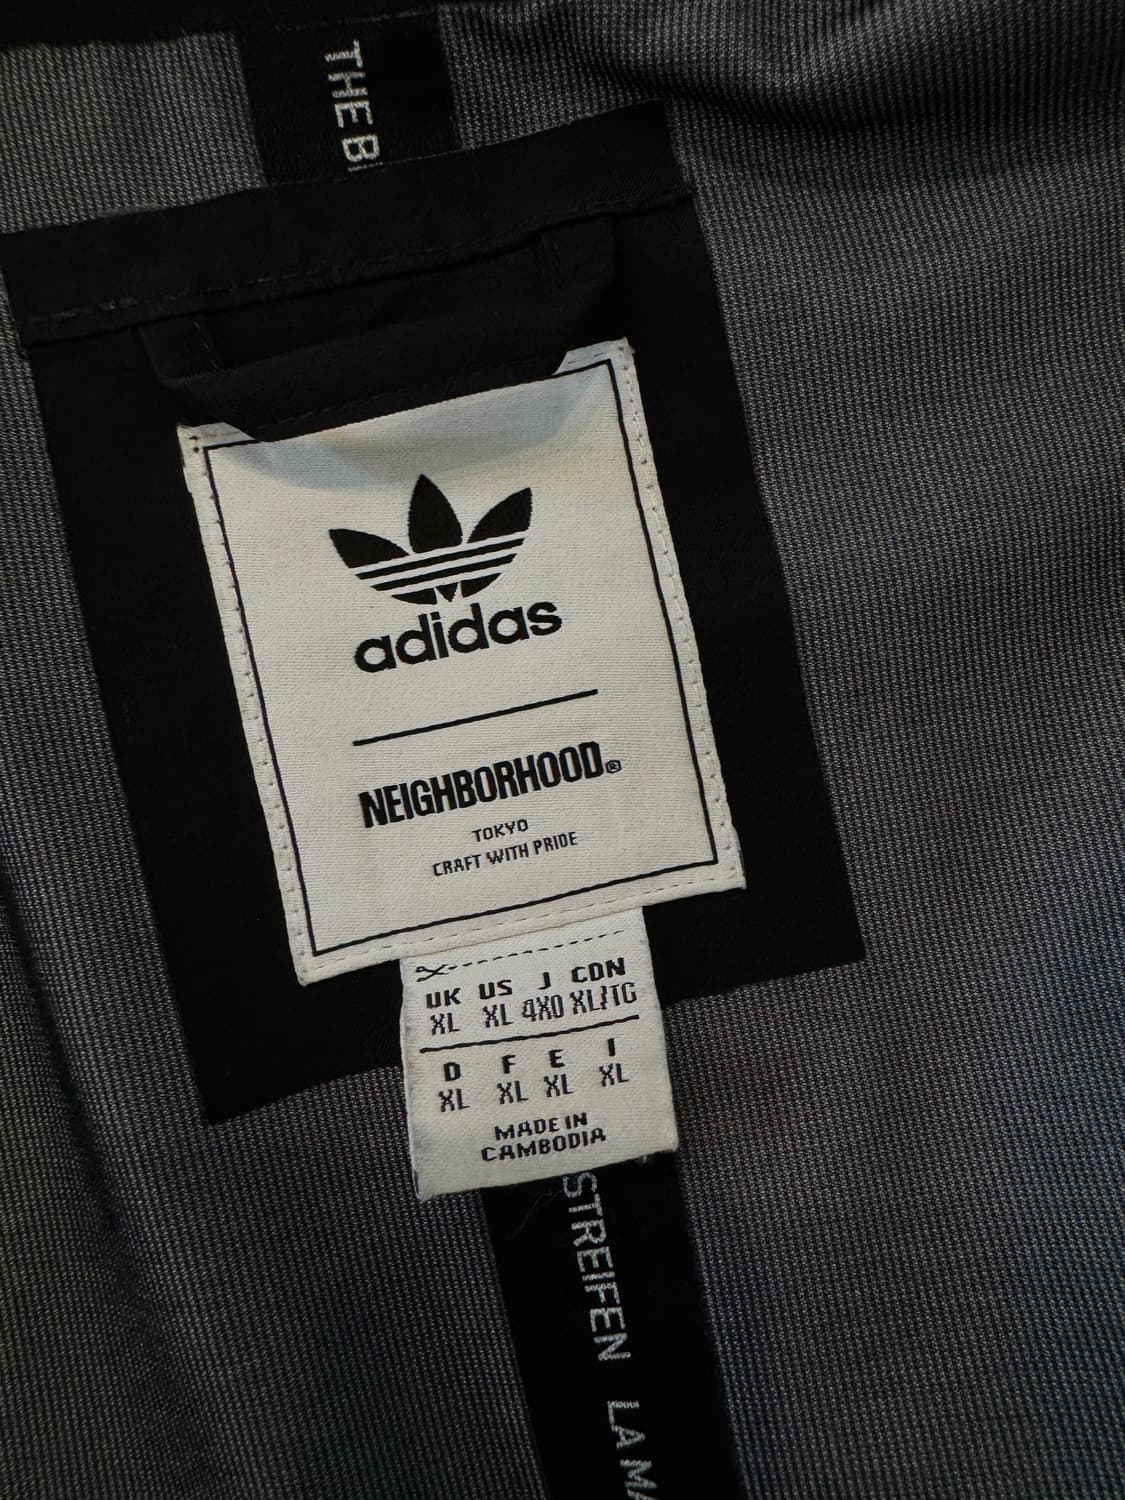 THE B
adidas
NEIGHBORHOOD®
TOKYO
CRAFT WITH PRIDE
UK US J CDN
XL XL 4XO XL/TG
D F E I
XL XL XL XL
MADE IN
CAMBODIA
STREIFEN LA MA